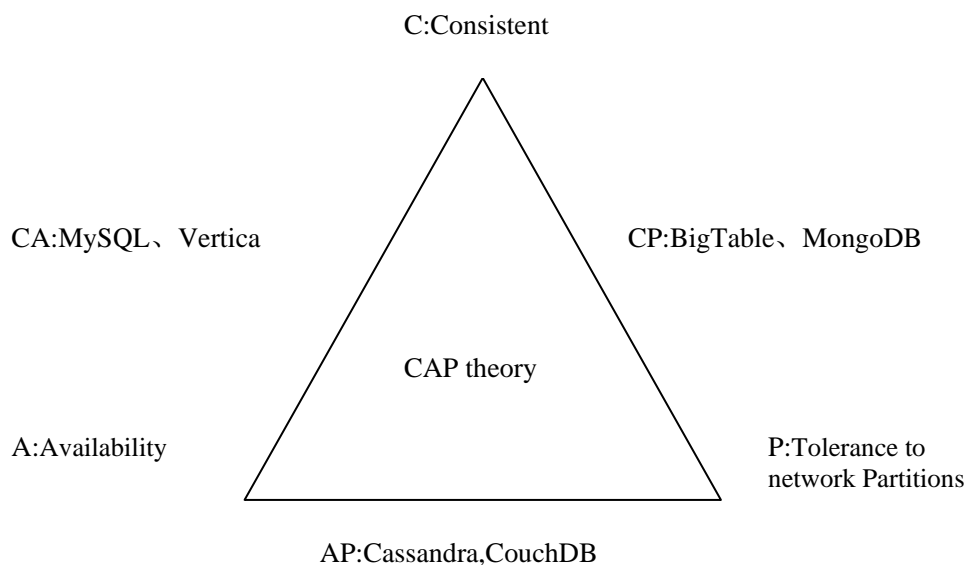 C:Consistent
CA:MySQL、Vertica
CP:BigTable、MongoDB
CAP theory
A:Availability
P:Tolerance to
network Partitions
AP:Cassandra,CouchDB